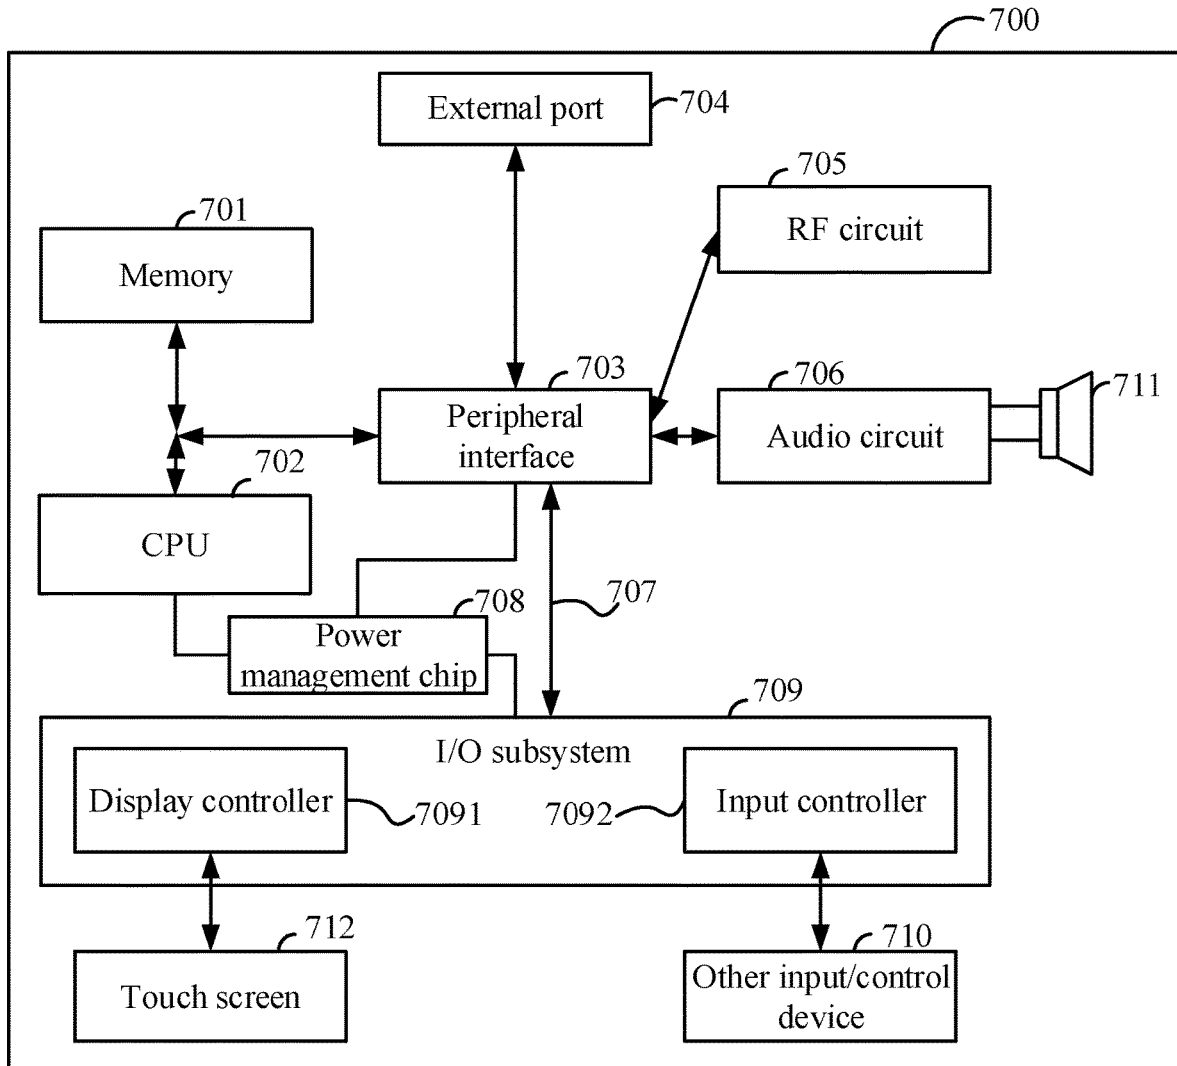 700
External port
704
705
RF circuit
701
Memory
703
Peripheral
interface
706
Audio circuit
711
702
CPU
707
708
Power
management chip
709
I/O subsystem
Display controller
7091
7092
Input controller
712
Touch screen
710
Other input/control
device